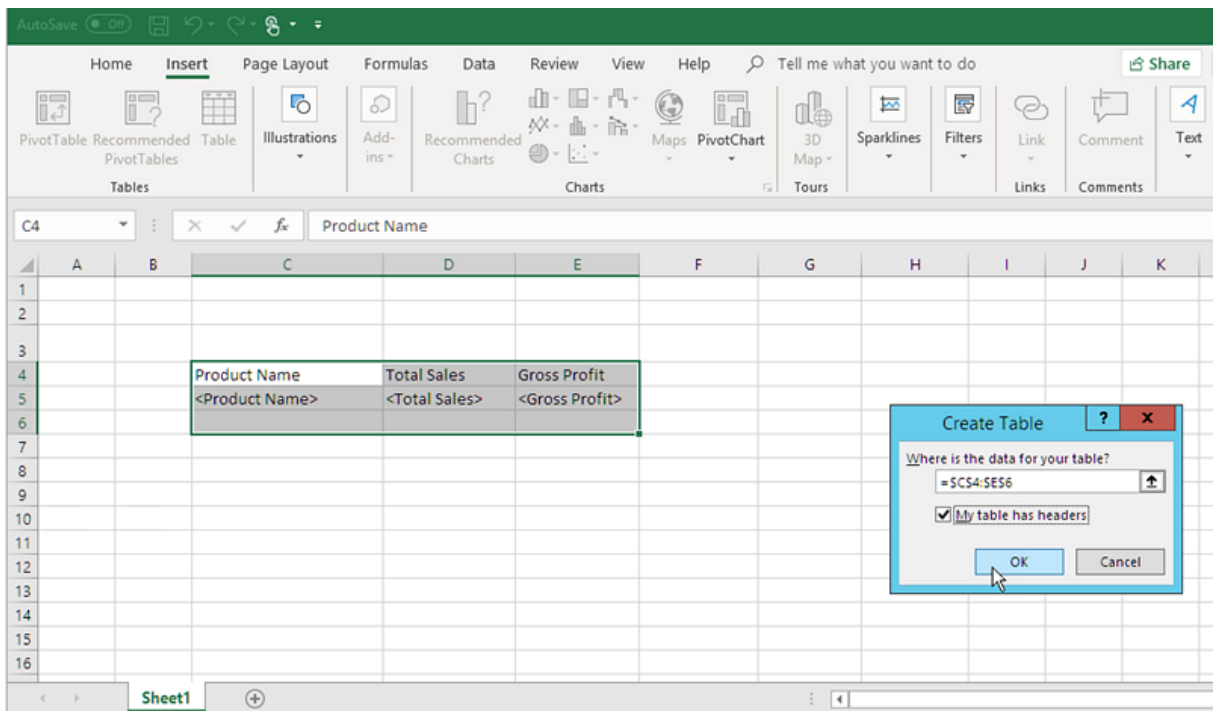 AutoSave Off
Home Insert Page Layout Formulas Data Review View Help Tell me what you want to do Share
PivotTable Recommended PivotTables Table Illustrations Add-ins Recommended Charts Maps PivotChart 3D Map Sparklines Filters Link Comment Text
Tables Charts Tours Links Comments
C4 fx Product Name
A B C D E F G H I J K
1
2
3
4 Product Name Total Sales Gross Profit
5 <Product Name> <Total Sales> <Gross Profit>
6
7
8
9
10
11
12
13
14
15
16
Create Table ? X
Where is the data for your table?
=$C$4:$E$6
My table has headers
OK Cancel
Sheet1